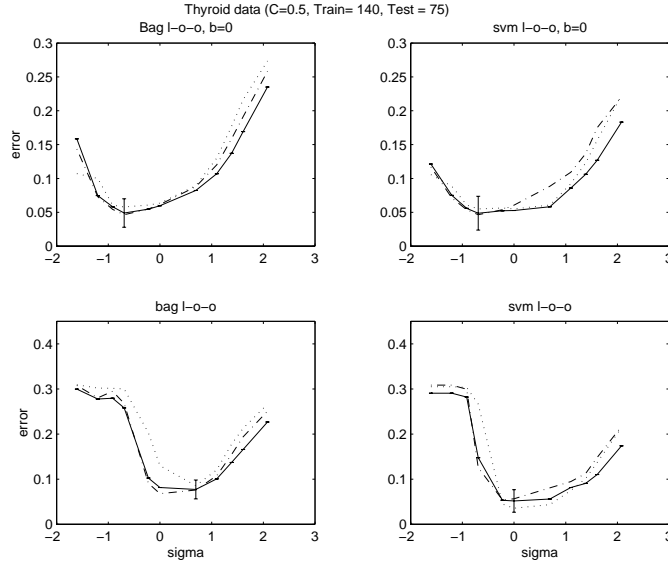 Thyroid data (C=0.5, Train= 140, Test = 75)
Bag l−o−o, b=0
svm l−o−o, b=0
0.3
0.25
0.2
0.15
0.1
0.05
0
error
−2 −1 0 1 2 3
0.3
0.25
0.2
0.15
0.1
0.05
0
−2 −1 0 1 2 3
bag l−o−o
svm l−o−o
0.4
0.3
0.2
0.1
0
error
−2 −1 0 1 2 3
sigma
0.4
0.3
0.2
0.1
0
−2 −1 0 1 2 3
sigma